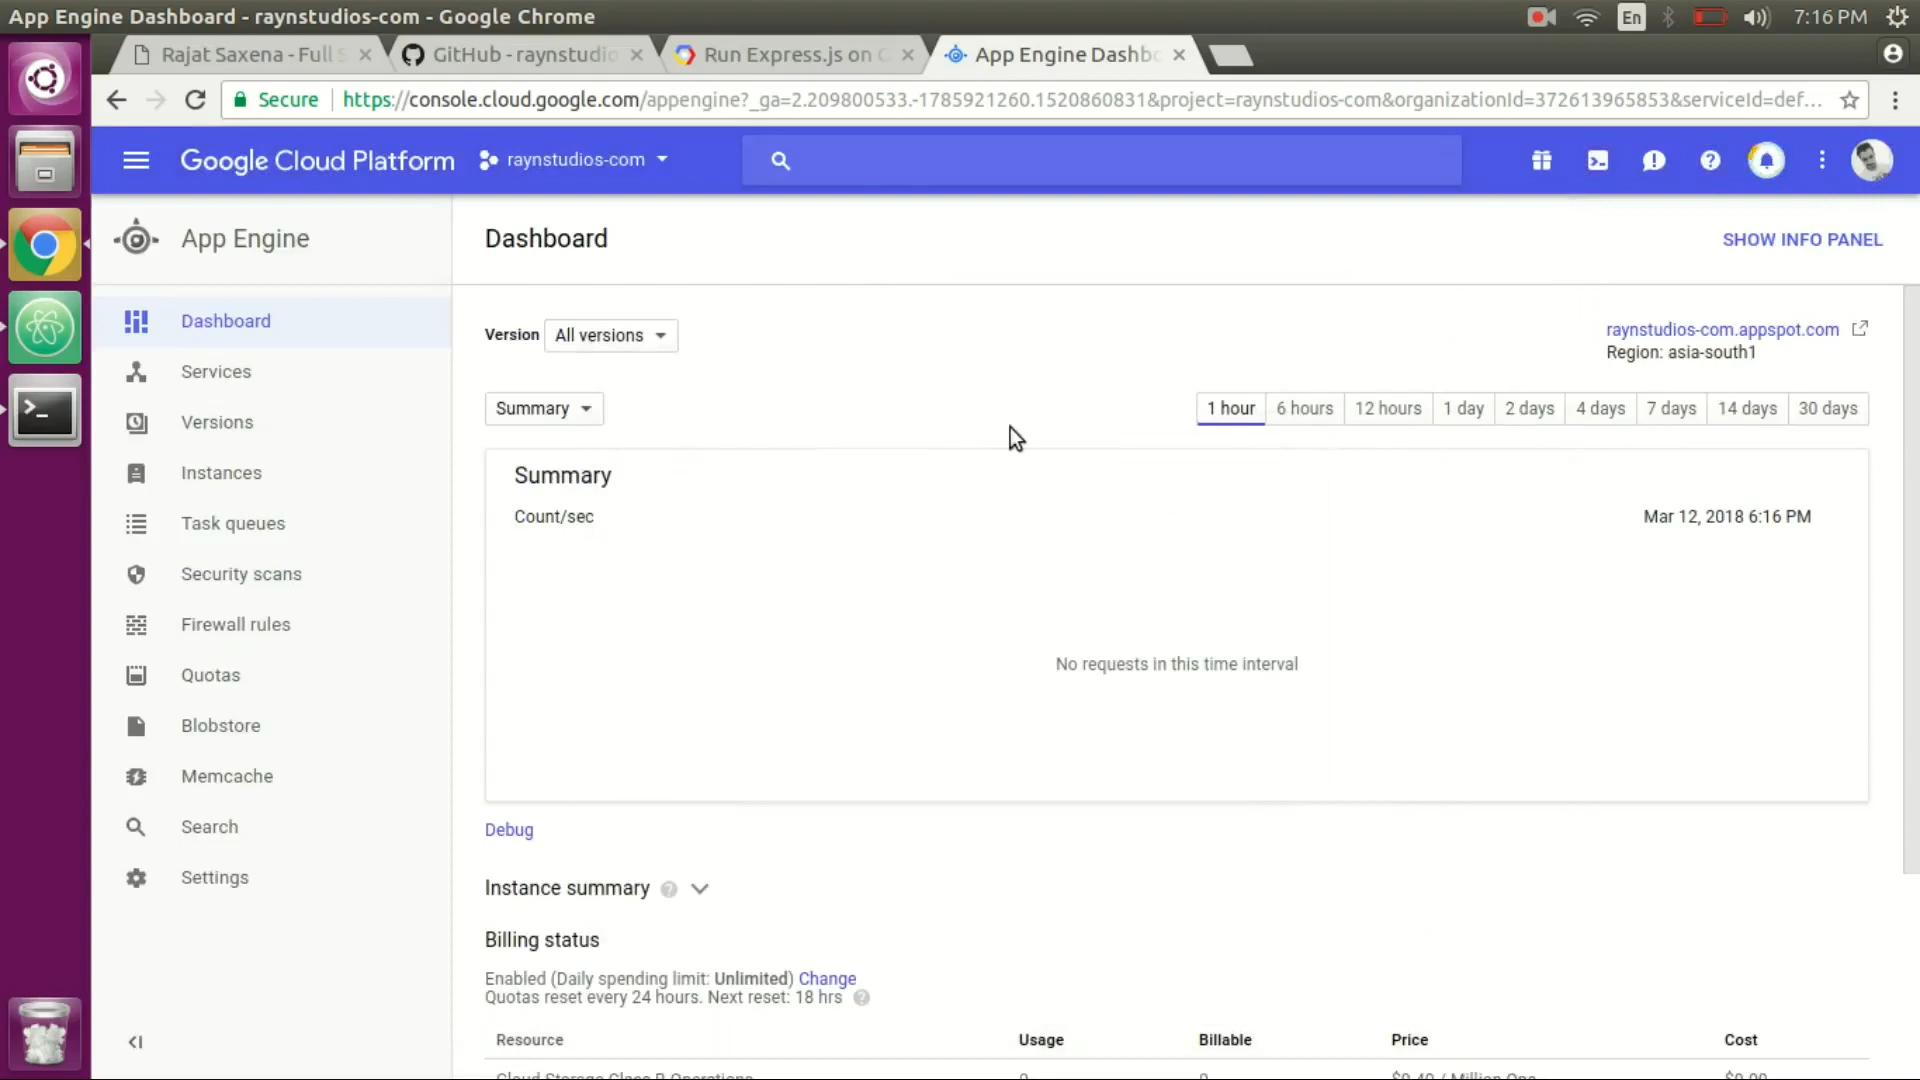 App Engine Dashboard - raynstudios-com - Google Chrome
En
7:16 PM
Rajat Saxena - Full S
GitHub - raynstudio
Run Express.js on G
App Engine Dashbo
Secure
https://console.cloud.google.com/appengine?_ga=2.209800533.-1785921260.1520860831&project=raynstudios-com&organizationId=372613965853&serviceId=def...
Google Cloud Platform
raynstudios-com
App Engine
Dashboard
SHOW INFO PANEL
Dashboard
Services
Versions
Instances
Task queues
Security scans
Firewall rules
Quotas
Blobstore
Memcache
Search
Settings
Version All versions
raynstudios-com.appspot.com
Region: asia-south1
Summary
1 hour 6 hours 12 hours 1 day 2 days 4 days 7 days 14 days 30 days
Summary
Count/sec
Mar 12, 2018 6:16 PM
No requests in this time interval
Debug
Instance summary
Billing status
Enabled (Daily spending limit: Unlimited) Change
Quotas reset every 24 hours. Next reset: 18 hrs
Resource Usage Billable Price Cost